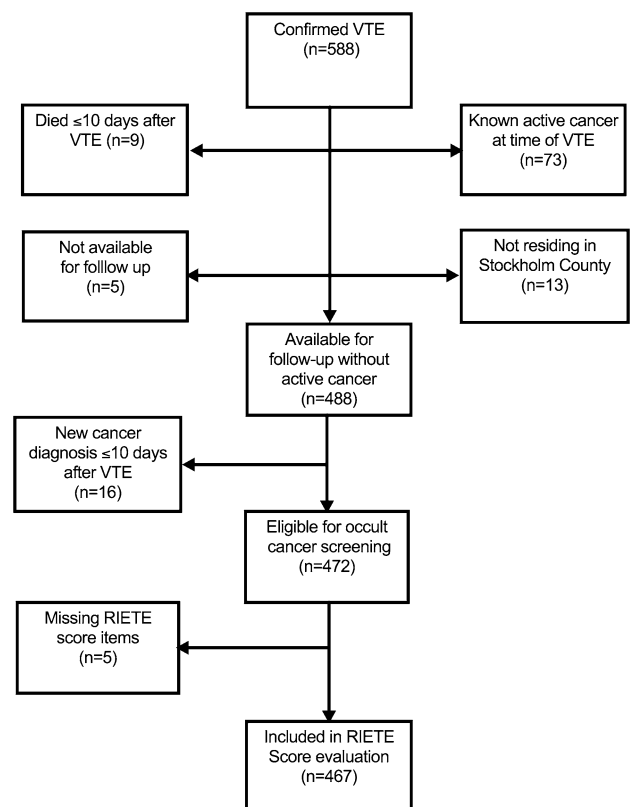 Confirmed VTE
(n=588)
Died ≤10 days after
VTE (n=9)
Known active cancer
at time of VTE
(n=73)
Not available
for folllow up
(n=5)
Not residing in
Stockholm County
(n=13)
Available for
follow-up without
active cancer
(n=488)
New cancer
diagnosis ≤10 days
after VTE
(n=16)
Eligible for occult
cancer screening
(n=472)
Missing RIETE
score items
(n=5)
Included in RIETE
Score evaluation
(n=467)